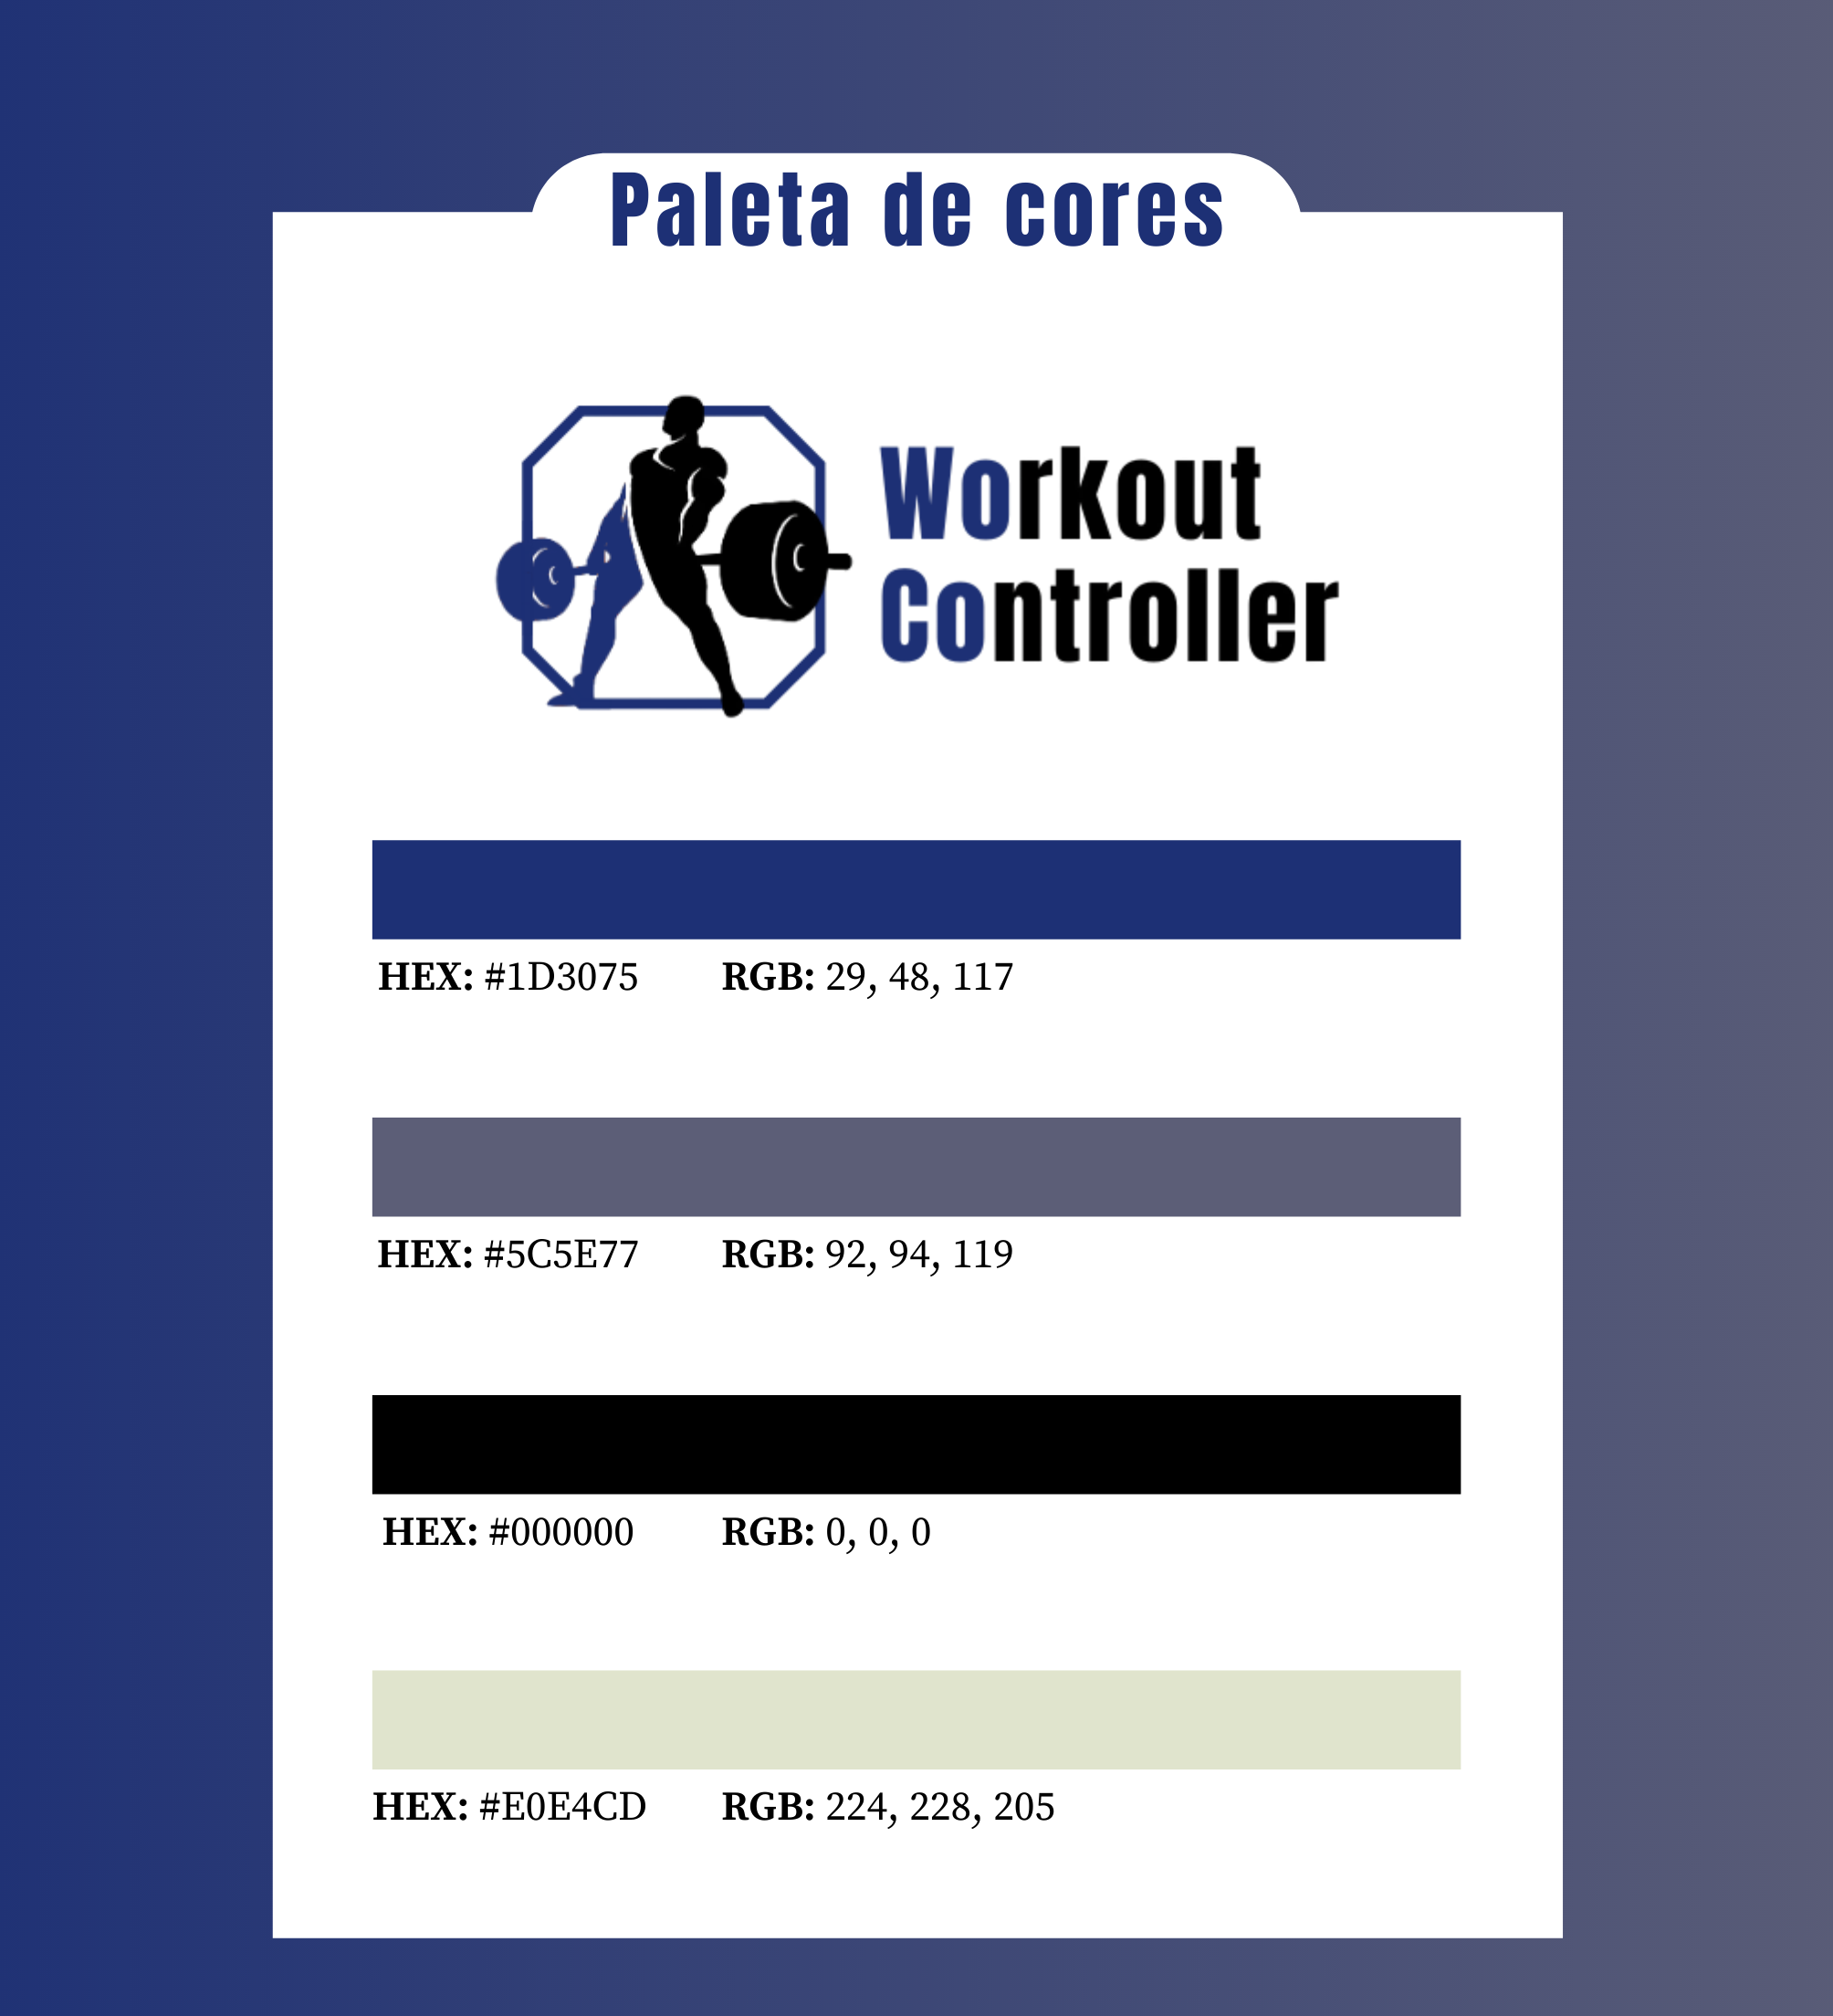 Paleta de cores
Workout
Controller
HEX: #1D3075 RGB: 29, 48, 117
HEX: #5C5E77 RGB: 92, 94, 119
HEX: #000000 RGB: 0, 0, 0
HEX: #E0E4CD RGB: 224, 228, 205